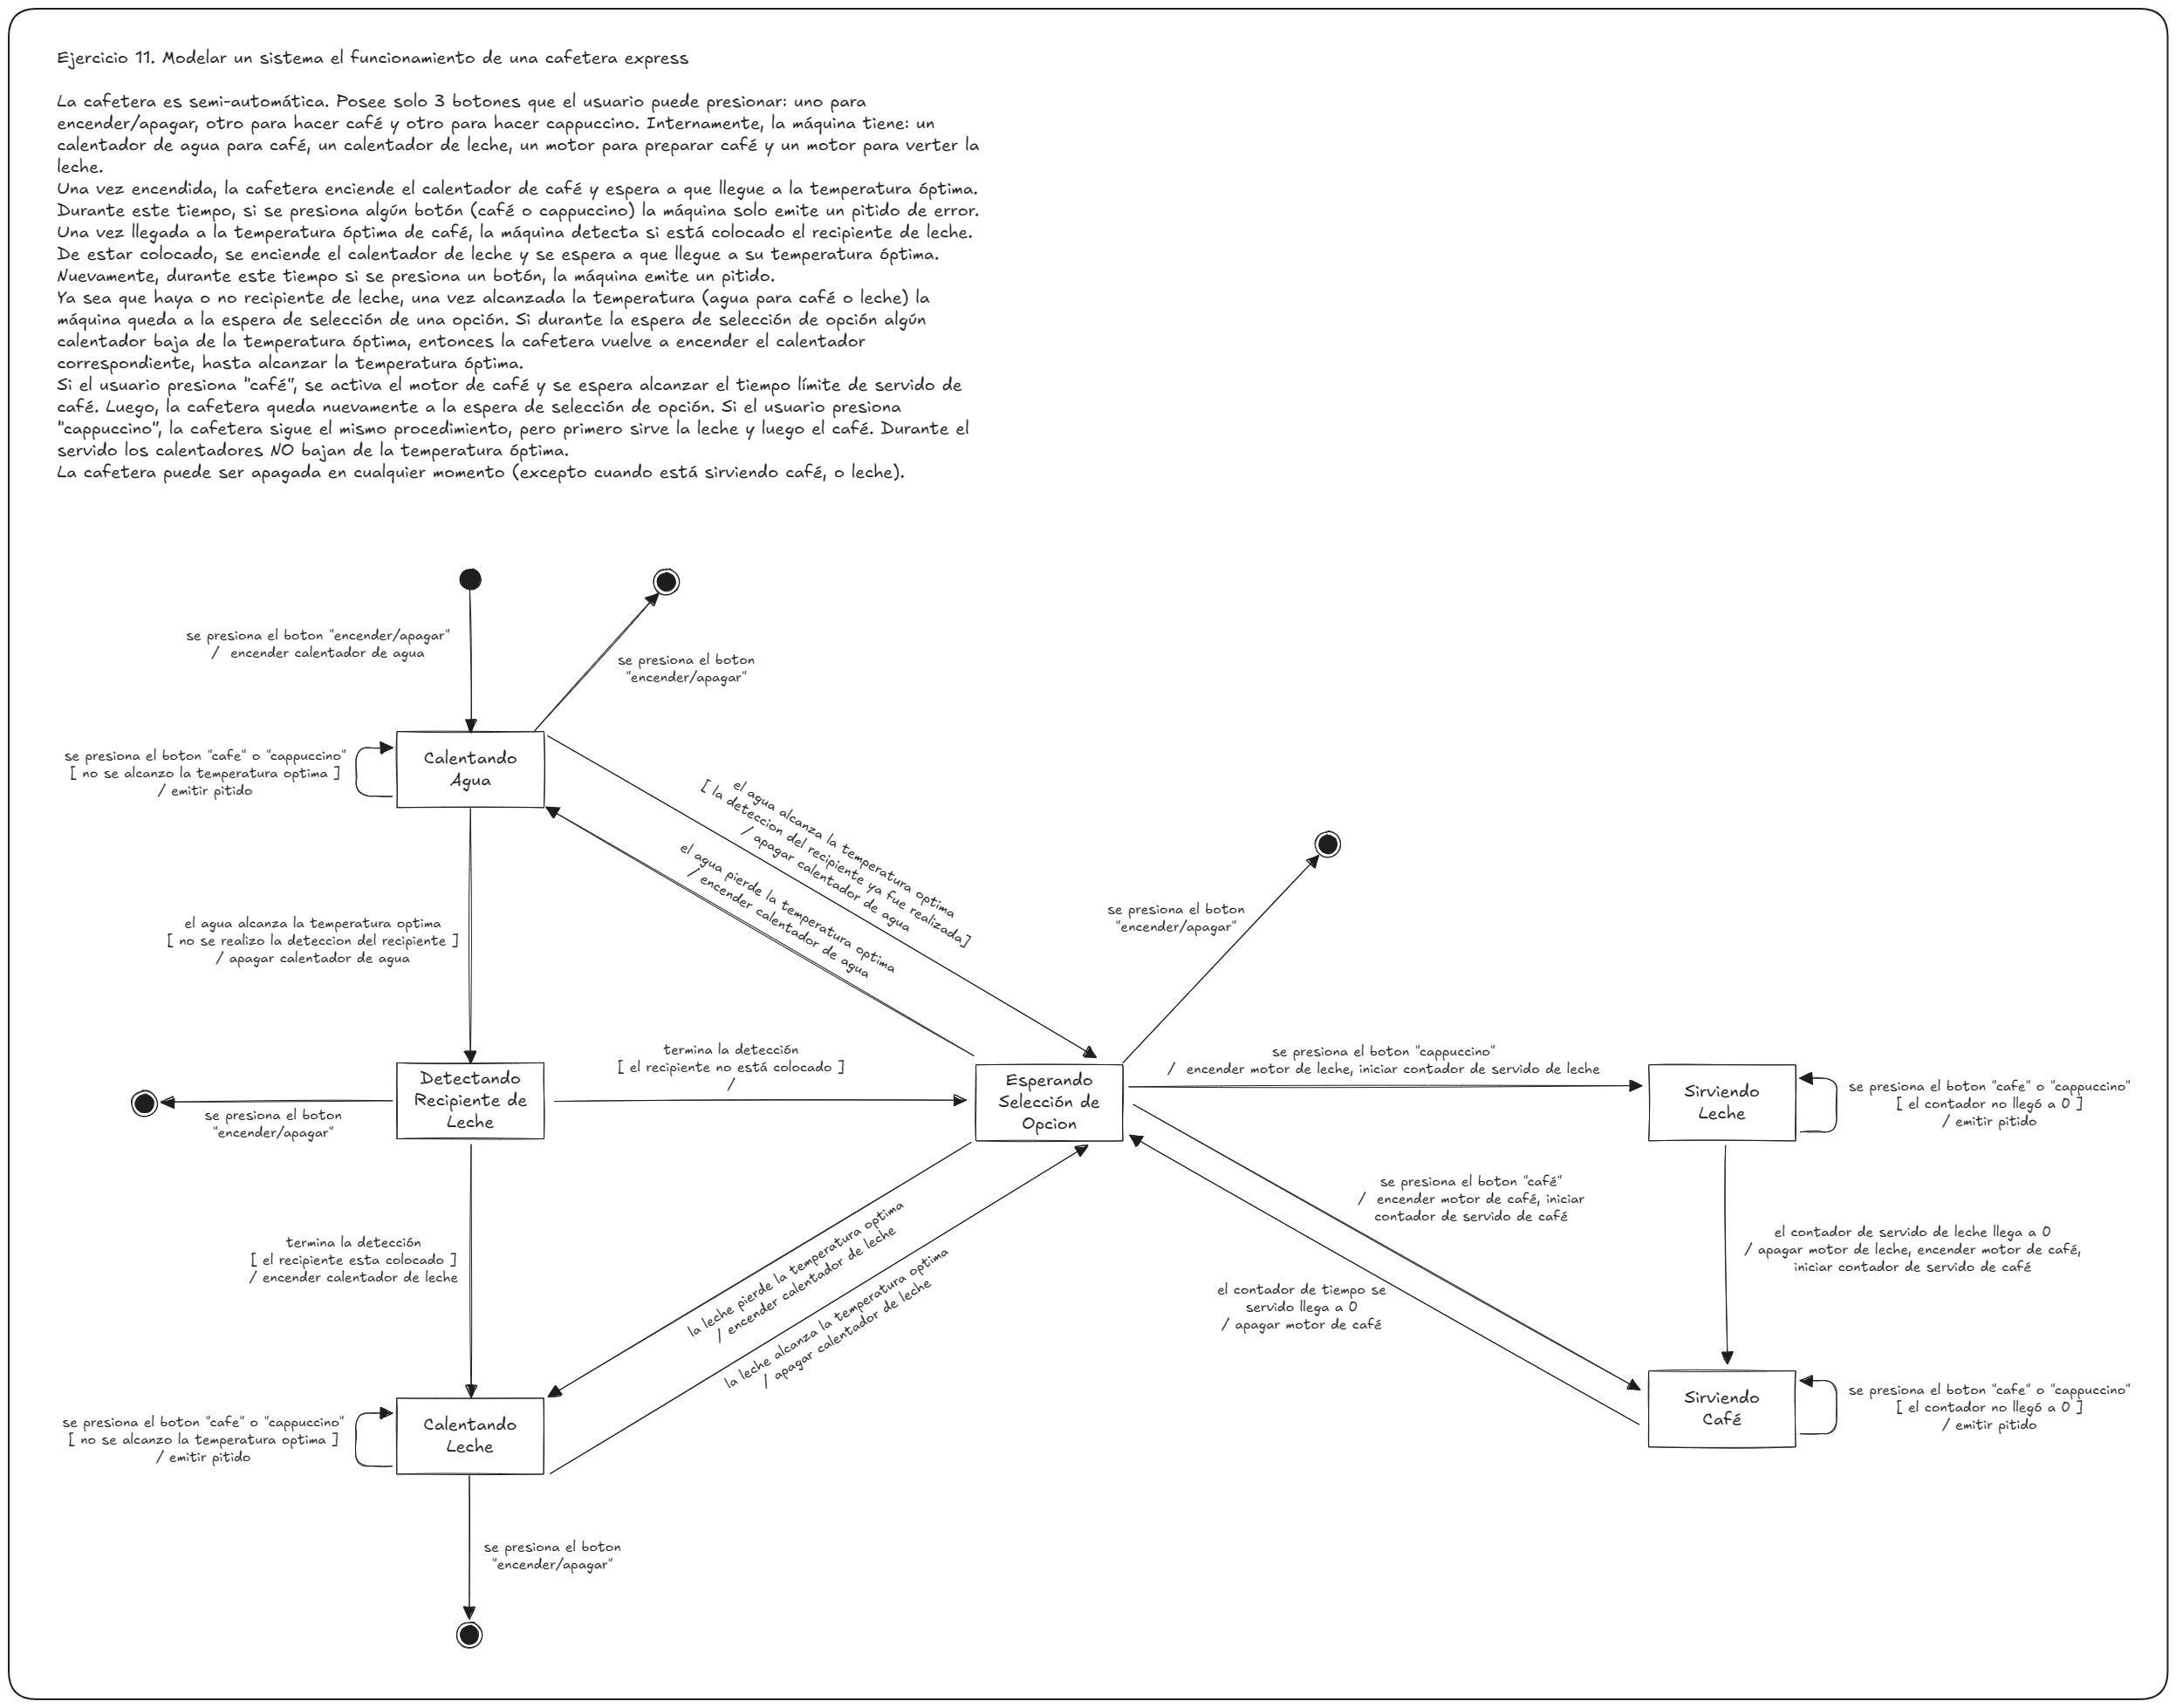 Ejercicio 11. Modelar un sistema el funcionamiento de una cafetera express
La cafetera es semi-automática. Posee solo 3 botones que el usuario puede presionar: uno para
encender/apagar, otro para hacer café y otro para hacer cappuccino. Internamente, la máquina tiene: un
calentador de agua para café, un calentador de leche, un motor para preparar café y un motor para verter la
leche.
Una vez encendida, la cafetera enciende el calentador de café y espera a que llegue a la temperatura óptima.
Durante este tiempo, si se presiona algún botón (café o cappuccino) la máquina solo emite un pitido de error.
Una vez llegada a la temperatura óptima de café, la máquina detecta si está colocado el recipiente de leche.
De estar colocado, se enciende el calentador de leche y se espera a que llegue a su temperatura óptima.
Nuevamente, durante este tiempo si se presiona un botón, la máquina emite un pitido.
Ya sea que haya o no recipiente de leche, una vez alcanzada la temperatura (agua para café o leche) la
máquina queda a la espera de selección de una opción. Si durante la espera de selección de opción algún
calentador baja de la temperatura óptima, entonces la cafetera vuelve a encender el calentador
correspondiente, hasta alcanzar la temperatura óptima.
Si el usuario presiona "café", se activa el motor de café y se espera alcanzar el tiempo límite de servido de
café. Luego, la cafetera queda nuevamente a la espera de selección de opción. Si el usuario presiona
"cappuccino", la cafetera sigue el mismo procedimiento, pero primero sirve la leche y luego el café. Durante el
servido los calentadores NO bajan de la temperatura óptima.
La cafetera puede ser apagada en cualquier momento (excepto cuando está sirviendo café, o leche).
se presiona el boton "encender/apagar"
/ encender calentador de agua
se presiona el boton
"encender/apagar"
se presiona el boton "cafe" o "cappuccino"
[ no se alcanzo la temperatura optima ]
/ emitir pitido
Calentando
Agua
el agua alcanza la temperatura optima
[ la deteccion del recipiente ya fue realizada]
/ apagar calentador de agua
el agua pierde la temperatura optima
/ encender calentador de agua
el agua alcanza la temperatura optima
[ no se realizo la deteccion del recipiente ]
/ apagar calentador de agua
se presiona el boton
"encender/apagar"
Detectando
Recipiente de
Leche
se presiona el boton
"encender/apagar"
termina la detección
[ el recipiente no está colocado ]
/
Esperando
Selección de
Opcion
se presiona el boton "cappuccino"
/ encender motor de leche, iniciar contador de servido de leche
Sirviendo
Leche
se presiona el boton "cafe" o "cappuccino"
[ el contador no llegó a 0 ]
/ emitir pitido
termina la detección
[ el recipiente esta colocado ]
/ encender calentador de leche
la leche pierde la temperatura optima
/ encender calentador de leche
la leche alcanza la temperatura optima
/ apagar calentador de leche
se presiona el boton "café"
/ encender motor de café, iniciar
contador de servido de café
el contador de tiempo se
servido llega a 0
/ apagar motor de café
el contador de servido de leche llega a 0
/ apagar motor de leche, encender motor de café,
iniciar contador de servido de café
se presiona el boton "cafe" o "cappuccino"
[ no se alcanzo la temperatura optima ]
/ emitir pitido
Calentando
Leche
Sirviendo
Café
se presiona el boton "cafe" o "cappuccino"
[ el contador no llegó a 0 ]
/ emitir pitido
se presiona el boton
"encender/apagar"